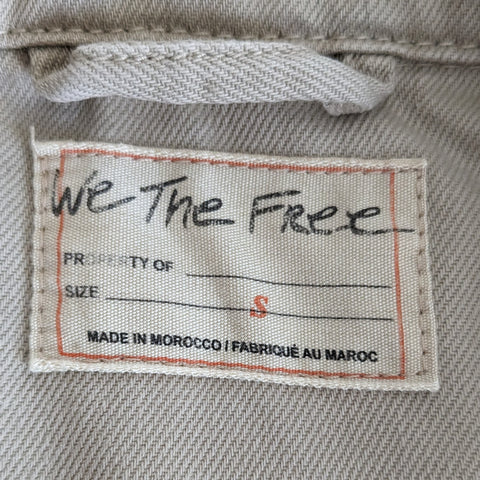 We The Free
PROPERTY OF
SIZE S
MADE IN MOROCCO / FABRIQUÉ AU MAROC